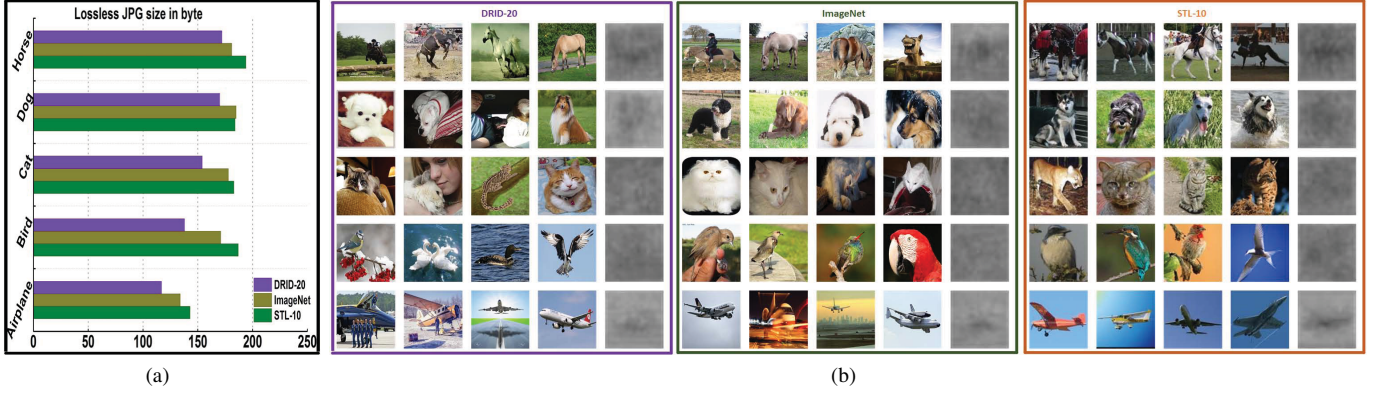 Lossless JPG size in byte
Horse
Dog
Cat
Bird
Airplane
DRID-20
ImageNet
STL-10
0 50 100 150 200 250
(a)
DRID-20
ImageNet
STL-10
(b)